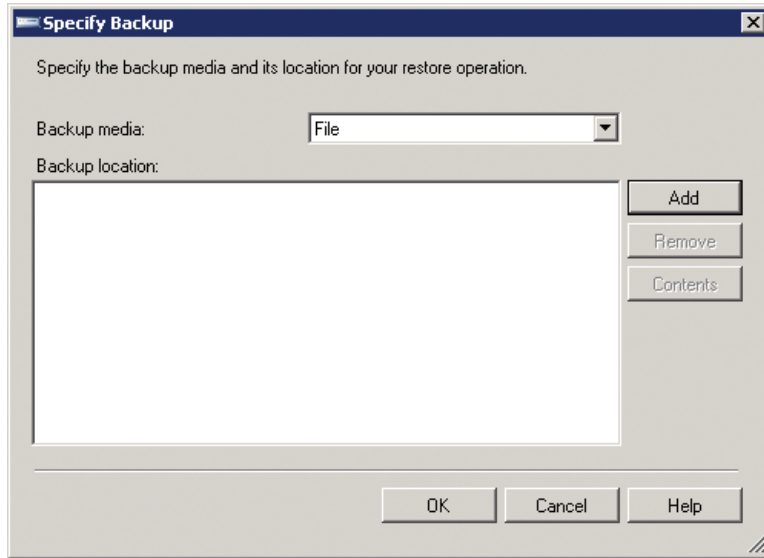 Specify Backup
Specify the backup media and its location for your restore operation.
Backup media:
File
Backup location:
Add
Remove
Contents
OK
Cancel
Help